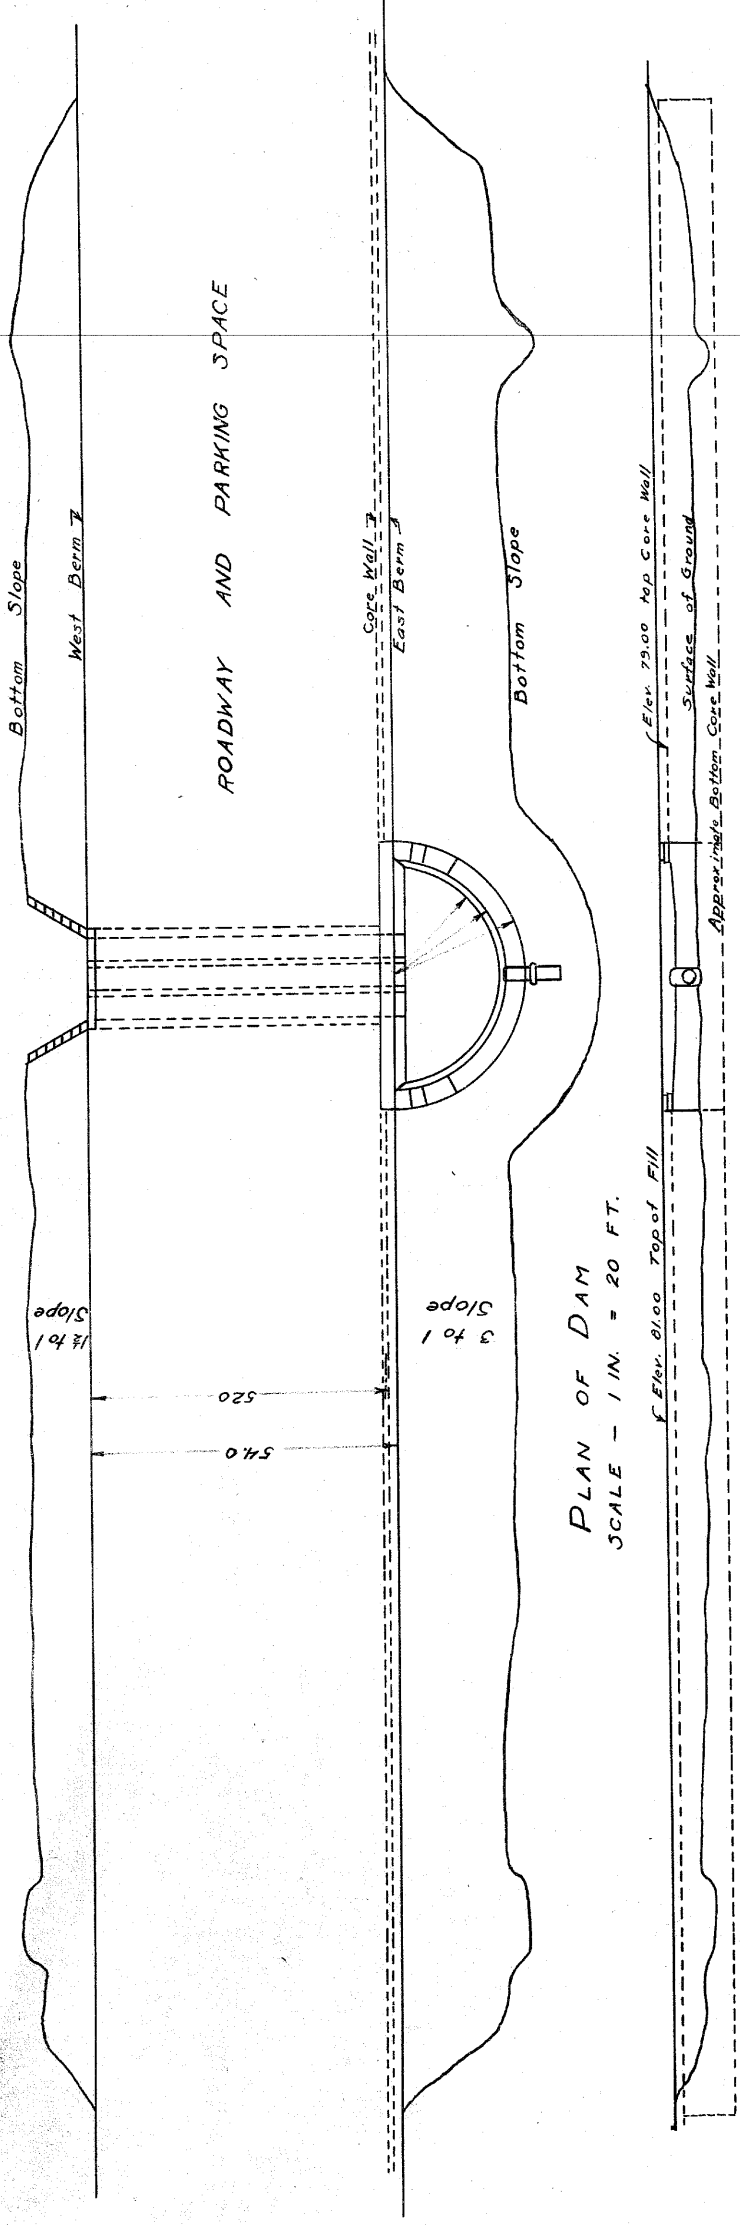 Bottom Slope
West Berm
ROADWAY AND PARKING SPACE
Core Wall
East Berm
Bottom Slope
1½ to 1
Slope
3 to 1
Slope
52.0
54.0
PLAN OF DAM
SCALE - 1 IN. = 20 FT.
Elev. 79.00 top Core Wall
Surface of Ground
Approximate Bottom Core Wall
Elev. 81.00 Top of Fill